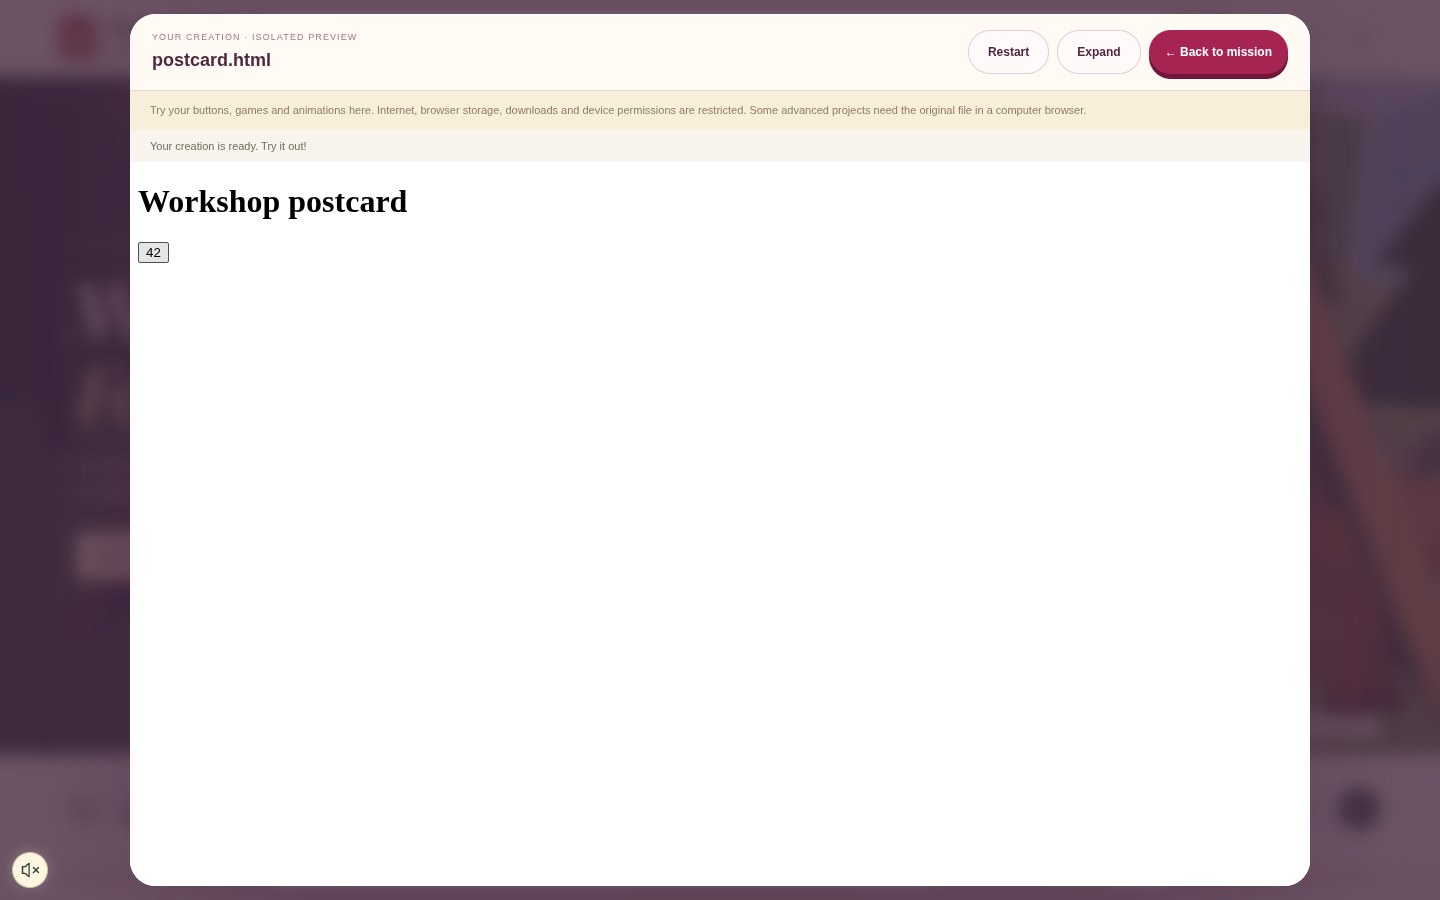 YOUR CREATION · ISOLATED PREVIEW
postcard.html
Restart
Expand
← Back to mission
Try your buttons, games and animations here. Internet, browser storage, downloads and device permissions are restricted. Some advanced projects need the original file in a computer browser.
Your creation is ready. Try it out!
Workshop postcard
42